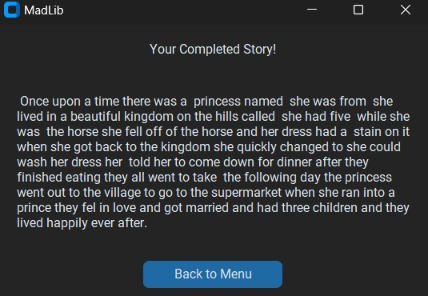 MadLib
Your Completed Story!
Once upon a time there was a  princess named  she was from  she
lived in a beautiful kingdom on the hills called  she had five  while she
was  the horse she fell off of the horse and her dress had a  stain on it
when she got back to the kingdom she quickly changed to she could
wash her dress her  told her to come down for dinner after they
finished eating they all went to take  the following day the princess
went out to the village to go to the supermarket when she ran into a
prince they fel in love and got married and had three children and they
lived happily ever after.
Back to Menu